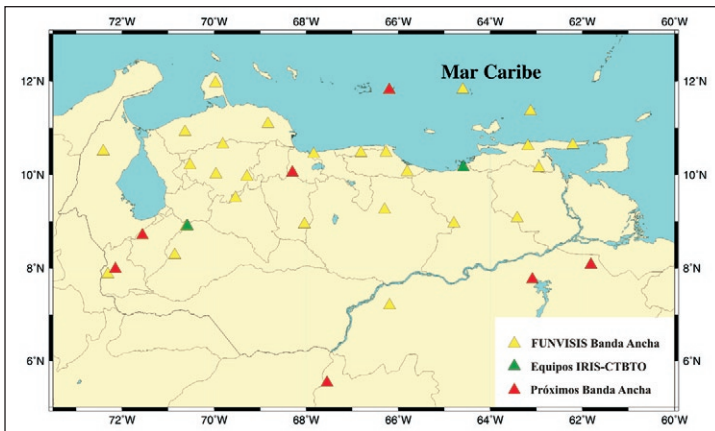 72°W 70°W 68°W 66°W 64°W 62°W 60°W
12°N 12°N
Mar Caribe
10°N 10°N
8°N 8°N
6°N 6°N
FUNVISIS Banda Ancha
Equipos IRIS-CTBTO
Próximos Banda Ancha
72°W 70°W 68°W 66°W 64°W 62°W 60°W